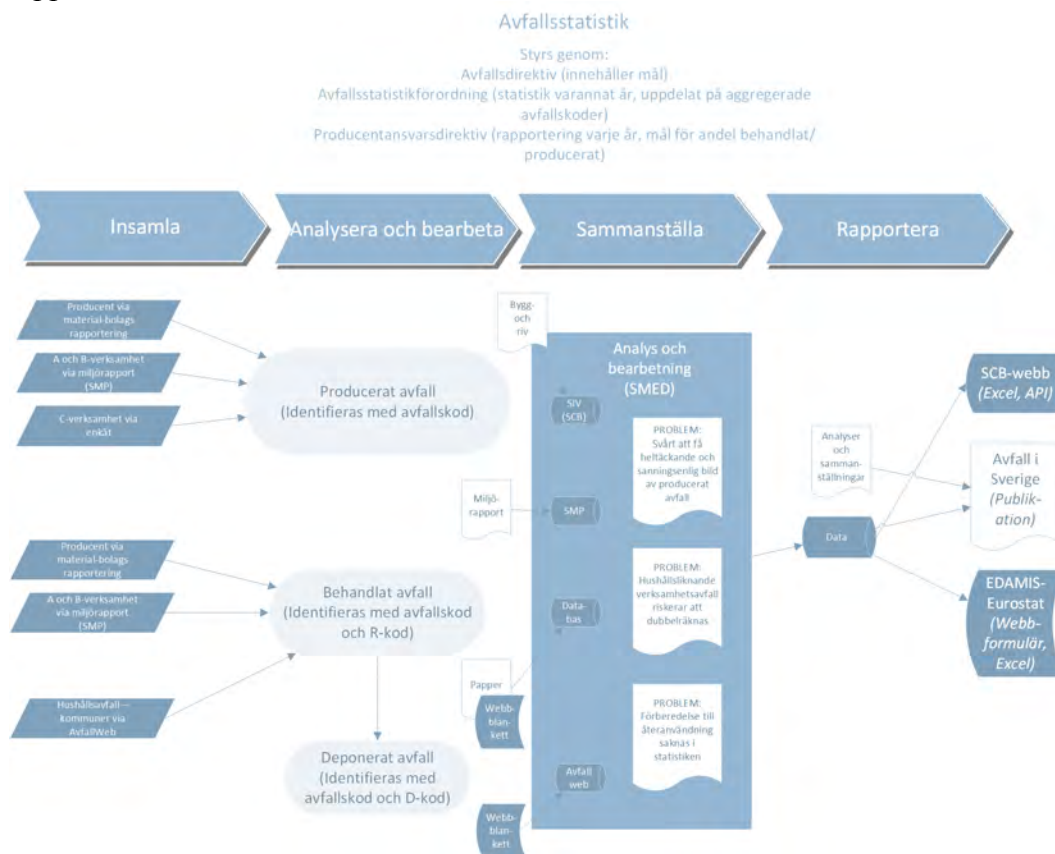 Avfallsstatistik
Styrs genom:
Avfallsdirektiv (innehåller mål)
Avfallsstatistikförordning (statistik varannat år, uppdelat på aggregerade
avfallskoder)
Producentansvarsdirektiv (rapportering varje år, mål för andel behandlat/
producerat)
Insamla
Analysera och bearbeta
Sammanställa
Rapportera
Producent via
material-bolags
rapportering
A och B-verksamhet
via miljörapport
(SMP)
C-verksamhet via
enkät
Producerat avfall
(Identifieras med avfallskod)
Producent via
material-bolags
rapportering
A och B-verksamhet
via miljörapport
(SMP)
Hushållsavfall—
kommuner via
AvfallWeb
Behandlat avfall
(Identifieras med avfallskod
och R-kod)
Deponerat avfall
(Identifieras med
avfallskod och D-kod)
Bygg-
och
riv
Miljö-
rapport
Papper
Webb-
blan-
kett
Webb-
blan-
kett
Analys och
bearbetning
(SMED)
SIV
(SCB)
SMP
Data-
bas
Avfall
web
PROBLEM:
Svårt att få
heltäckande och
sanningsenlig bild
av producerat
avfall
PROBLEM:
Hushållsliknande
verksamhetsavfall
riskerar att
dubbelräknas
PROBLEM:
Förberedelse till
återanvändning
saknas i
statistiken
Analyser
och
samman-
ställningar
Data
SCB-webb
(Excel, API)
Avfall i
Sverige
(Publik-
ation)
EDAMIS-
Eurostat
(Webb-
formulär,
Excel)